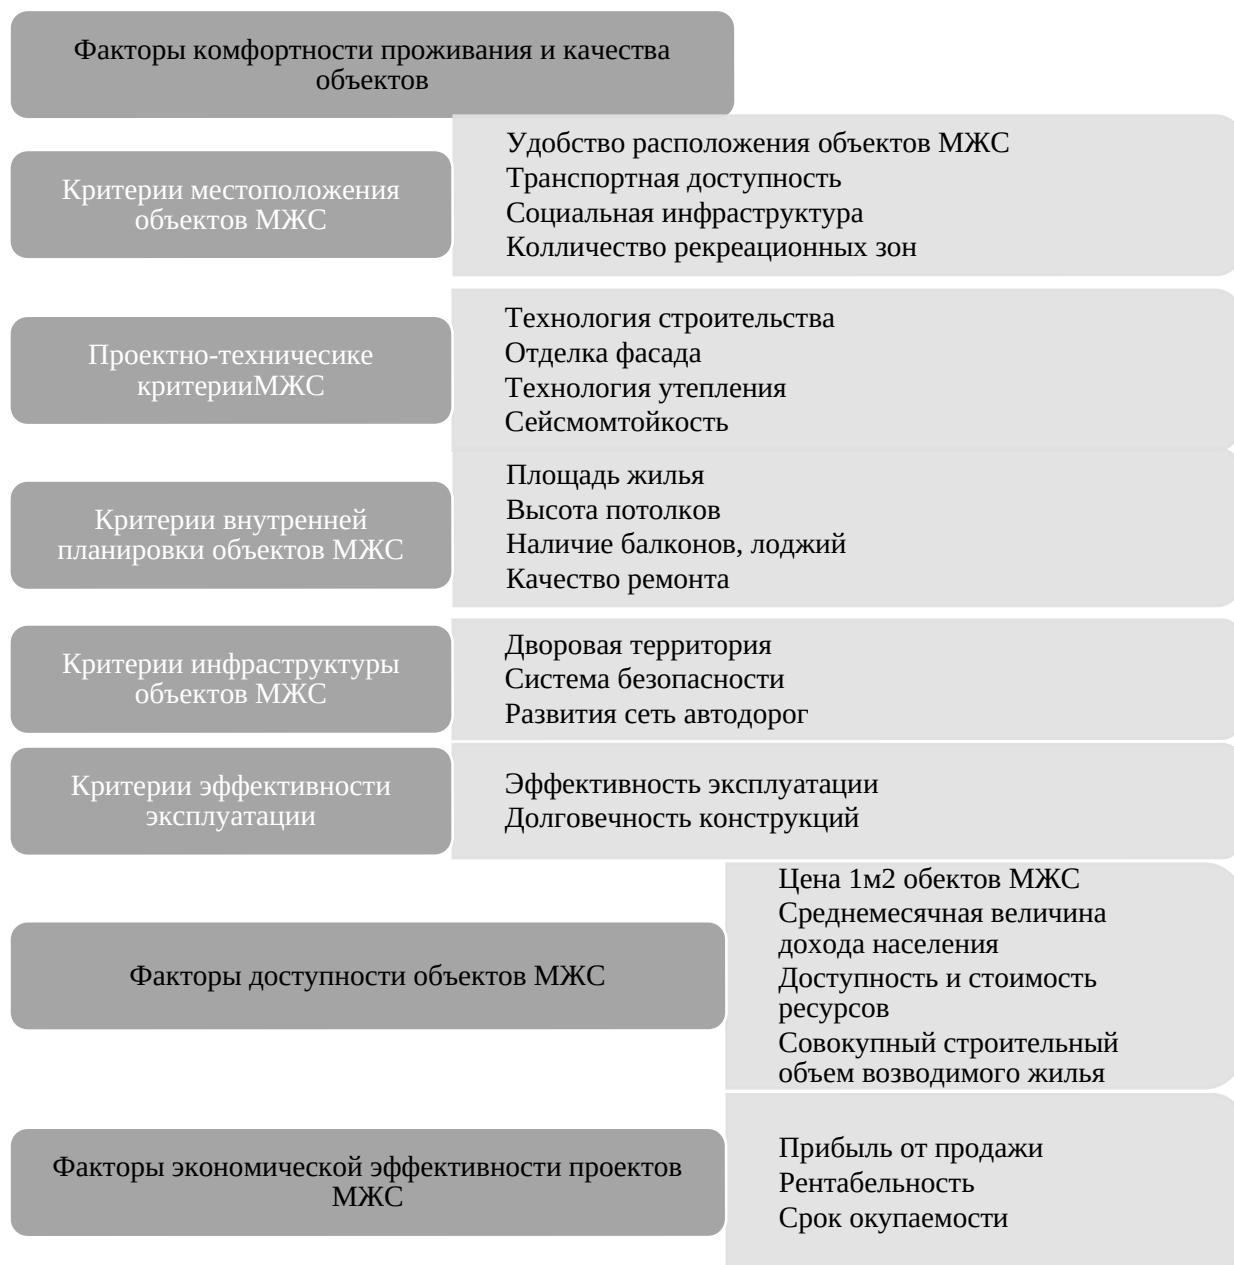 Факторы комфортности проживания и качества
объектов
Критерии местоположения
объектов МЖС
Удобство расположения объектов МЖС
Транспортная доступность
Социальная инфраструктура
Колличество рекреационных зон
Проектно-техничесике
критерииМЖС
Технология строительства
Отделка фасада
Технология утепления
Сейсмомтойкость
Критерии внутренней
планировки объектов МЖС
Площадь жилья
Высота потолков
Наличие балконов, лоджий
Качество ремонта
Критерии инфраструктуры
объектов МЖС
Дворовая территория
Система безопасности
Развития сеть автодорог
Критерии эффективности
эксплуатации
Эффективность эксплуатации
Долговечность конструкций
Факторы доступности объектов МЖС
Цена 1м2 обектов МЖС
Среднемесячная величина
дохода населения
Доступность и стоимость
ресурсов
Совокупный строительный
объем возводимого жилья
Факторы экономической эффективности проектов
МЖС
Прибыль от продажи
Рентабельность
Срок окупаемости